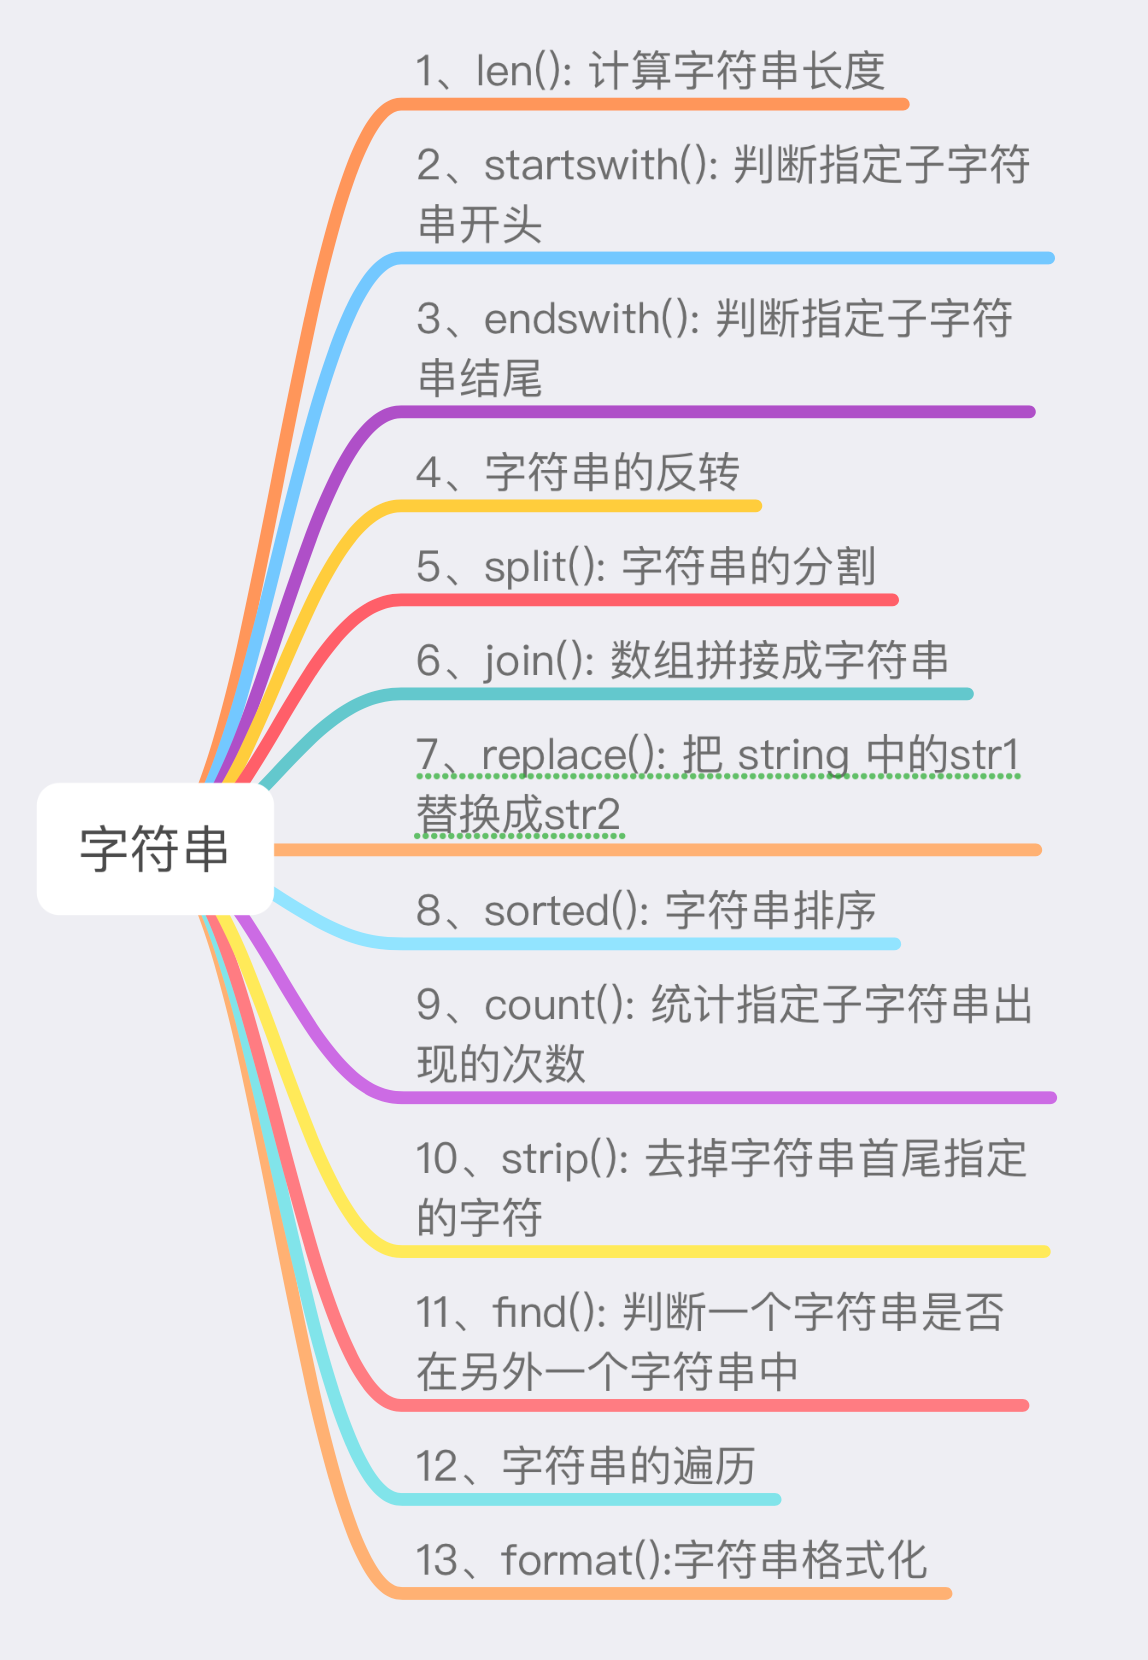 1、len(): 计算字符串长度
2、startswith(): 判断指定子字符
串开头
3、endswith(): 判断指定子字符
串结尾
4、字符串的反转
5、split(): 字符串的分割
6、join(): 数组拼接成字符串
7、replace(): 把 string 中的str1
替换成str2
字符串
8、sorted(): 字符串排序
9、count(): 统计指定子字符串出
现的次数
10、strip(): 去掉字符串首尾指定
的字符
11、find(): 判断一个字符串是否
在另外一个字符串中
12、字符串的遍历
13、format():字符串格式化